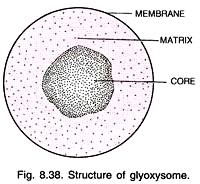 MEMBRANE
MATRIX
CORE
Fig. 8.38. Structure of glyoxysome.